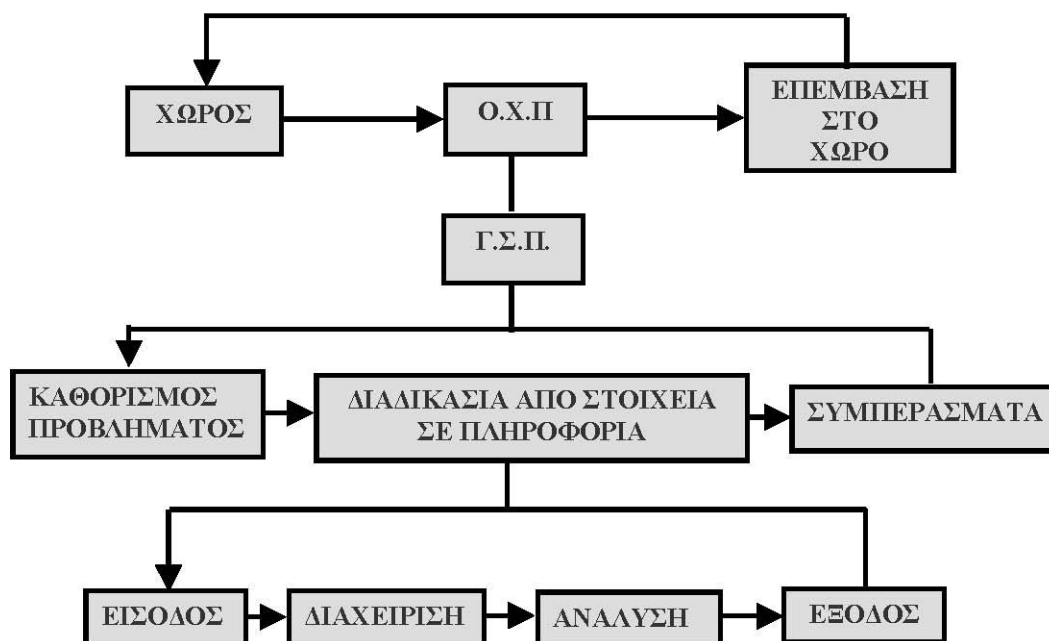 ΧΩΡΟΣ
Ο.Χ.Π
ΕΠΕΜΒΑΣΗ
ΣΤΟ
ΧΩΡΟ
Γ.Σ.Π.
ΚΑΘΟΡΙΣΜΟΣ
ΠΡΟΒΛΗΜΑΤΟΣ
ΔΙΑΔΙΚΑΣΙΑ ΑΠΟ ΣΤΟΙΧΕΙΑ
ΣΕ ΠΛΗΡΟΦΟΡΙΑ
ΣΥΜΠΕΡΑΣΜΑΤΑ
ΕΙΣΟΔΟΣ
ΔΙΑΧΕΙΡΙΣΗ
ΑΝΑΛΥΣΗ
ΕΞΟΔΟΣ